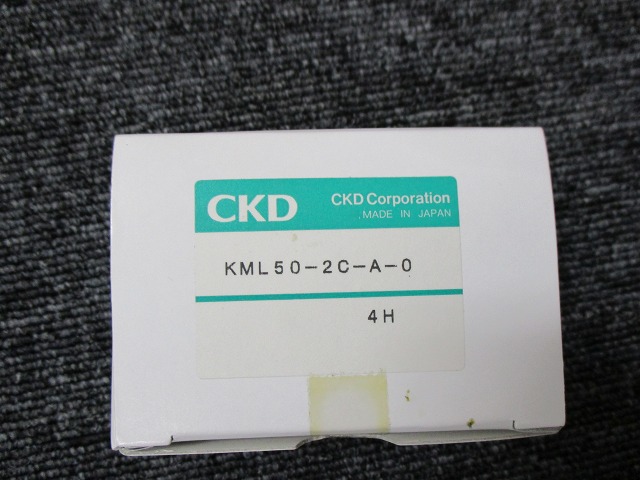 CKD
CKD Corporation
MADE IN JAPAN
KML50-2C-A-0
4H